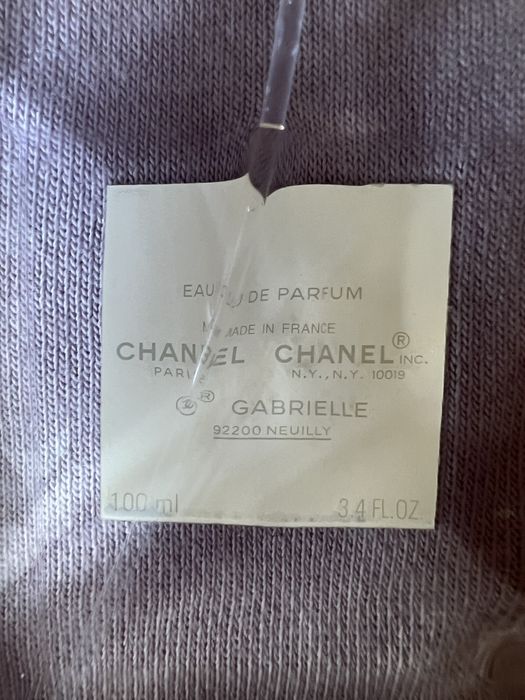 EAU DE PARFUM
MADE IN FRANCE
CHANEL CHANEL® INC.
PARIS N.Y., N.Y. 10019
® GABRIELLE
92200 NEUILLY
100 ml 3.4 FL.OZ.